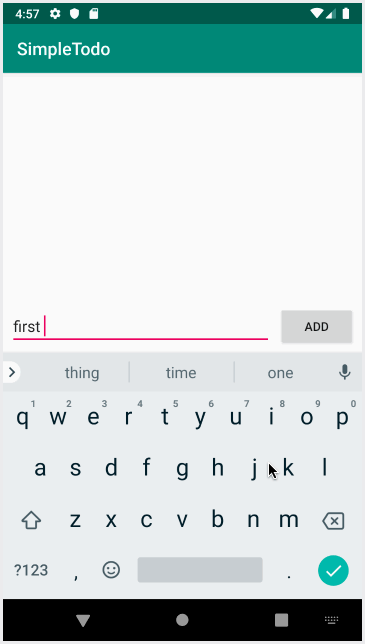 4:57
SimpleTodo
first
ADD
thing time one
1 2 3 4 5 6 7 8 9 0
q w e r t y u i o p
a s d f g h j k l
z x c v b n m
?123 , .